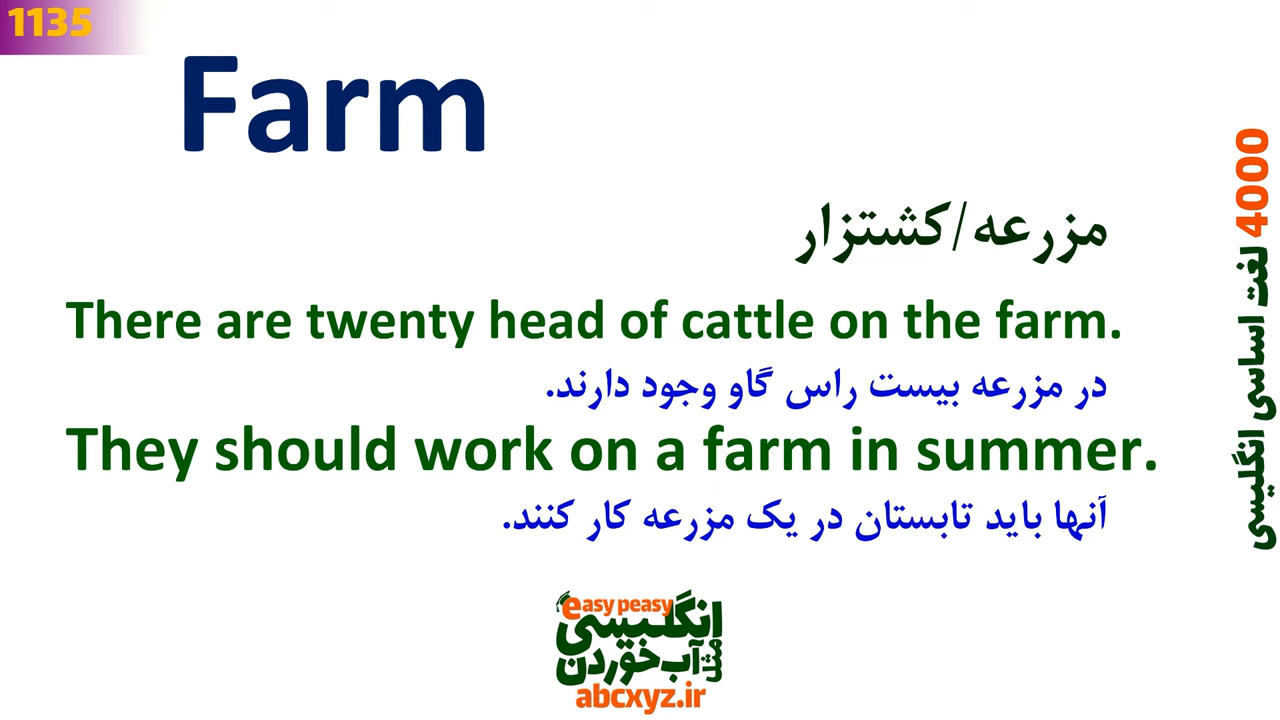 1135
Farm
مزرعه/کشتزار
There are twenty head of cattle on the farm.
در مزرعه بیست راس گاو وجود دارند.
They should work on a farm in summer.
آنها باید تابستان در یک مزرعه کار کنند.
4000 لغت اساسی انگلیسی
easy peasy
انگلیسی
مثل آب خوردن
abcxyz.ir